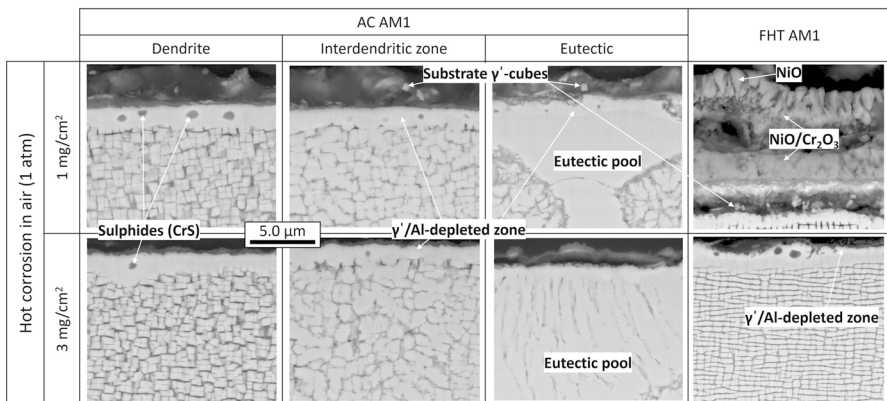 AC AM1
FHT AM1
Dendrite
Interdendritic zone
Eutectic
Hot corrosion in air (1 atm)
1 mg/cm²
Substrate γ'-cubes
NiO
NiO/Cr₂O₃
Eutectic pool
Sulphides (CrS)
5.0 μm
γ'/Al-depleted zone
3 mg/cm²
γ'/Al-depleted zone
Eutectic pool